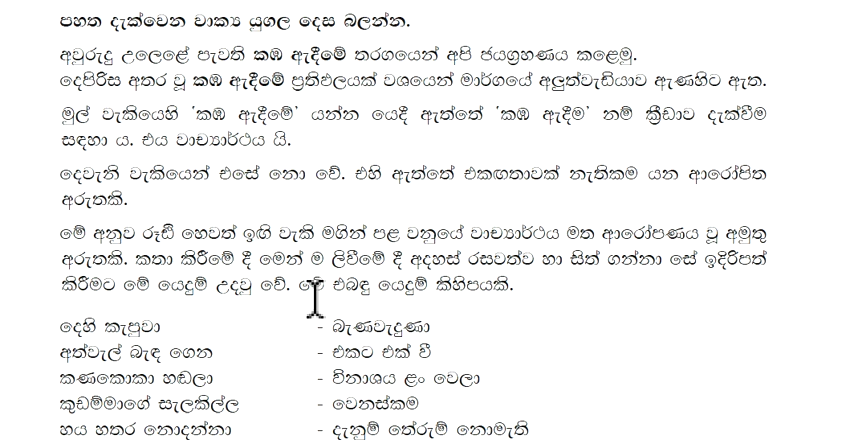 පහත දැක්වෙන වාක්‍ය යුගල දෙස බලන්න.
අවුරුදු උලෙළේ පැවති කඹ ඇදීමේ තරගයෙන් අපි ජයග්‍රහණය කළෙමු.
දෙපිරිස අතර වූ කඹ ඇදීමේ ප්‍රතිඵලයක් වශයෙන් මාර්ගයේ අලුත්වැඩියාව ඇණහිට ඇත.
මුල් වැකියෙහි 'කඹ ඇදීමේ' යන්න යෙදී ඇත්තේ 'කඹ ඇදීම' නම් ක්‍රීඩාව දැක්වීම
සඳහා ය. එය වාච්‍යාර්ථය යි.
දෙවැනි වැකියෙන් එසේ නො වේ. එහි ඇත්තේ එකඟතාවක් නැතිකම යන ආරෝපිත
අරුතකි.
මේ අනුව රූඪි හෙවත් ඉඟි වැකි මගින් පළ වනුයේ වාච්‍යාර්ථය මත ආරෝපණය වූ අමුතු
අරුතකි. කතා කිරීමේ දී මෙන් ම ලිවීමේ දී අදහස් රසවත්ව හා සිත් ගන්නා සේ ඉදිරිපත්
කිරීමට මේ යෙදුම් උදවු වේ. මේ එබඳු යෙදුම් කිහිපයකි.
දෙහි කැපුවා - බැණවැදුණා
අත්වැල් බැඳ ගෙන - එකට එක් වී
කණකොකා හඬලා - විනාශය ළං වෙලා
කුඩම්මාගේ සැලකිල්ල - වෙනස්කම
හය හතර නොදන්නා - දැනුම් තේරුම් නොමැති